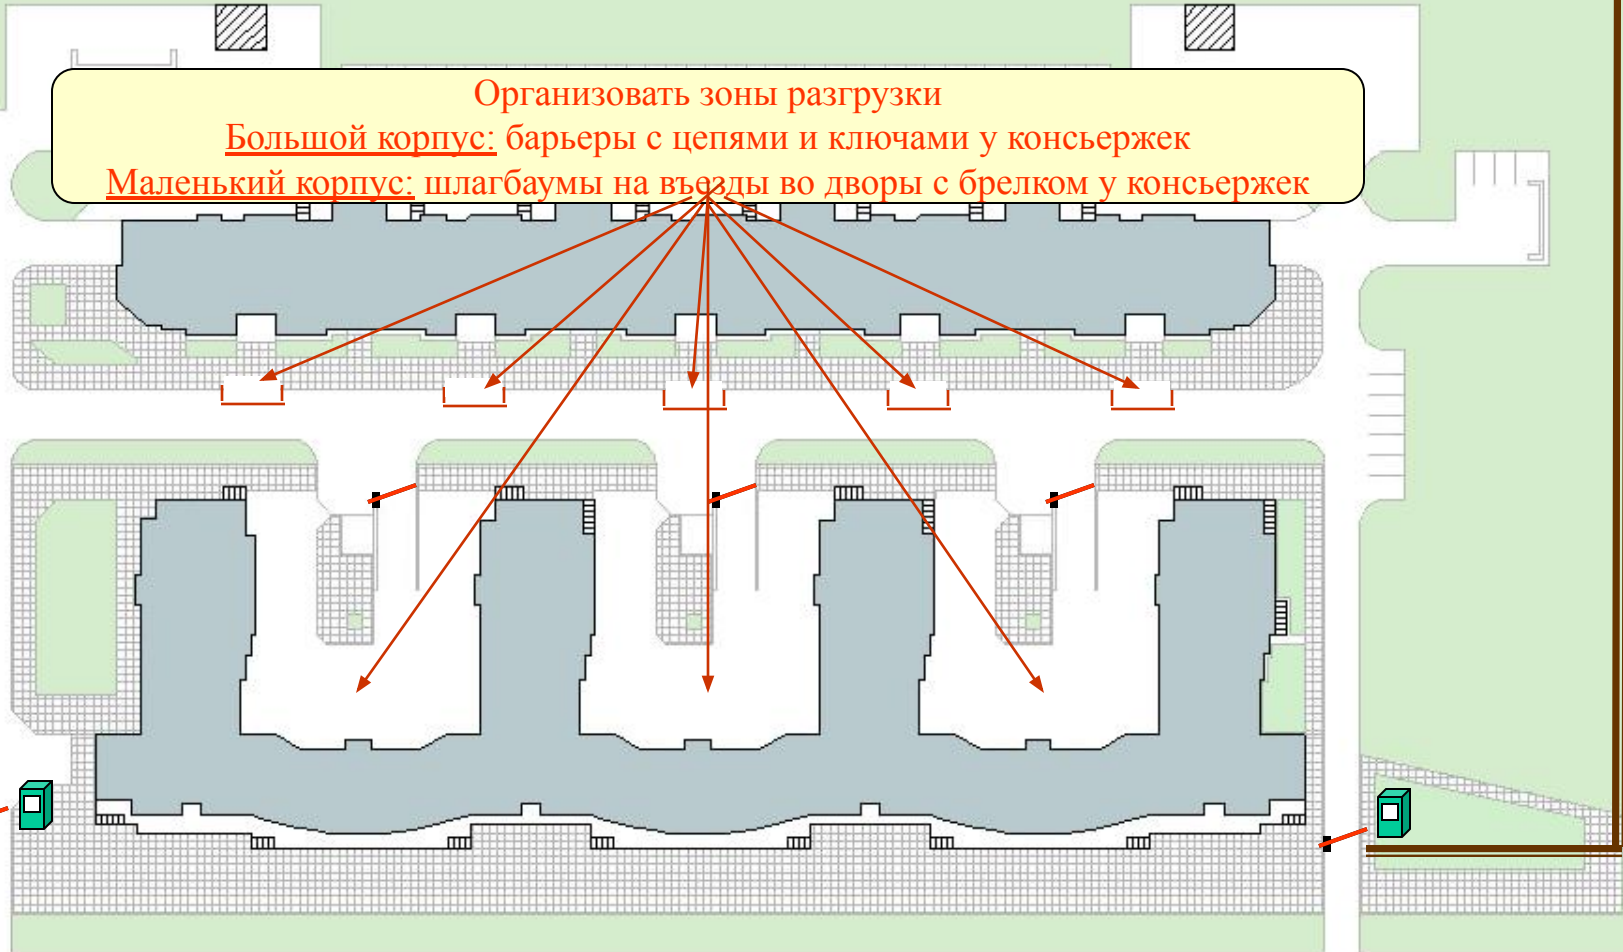 Организовать зоны разгрузки
Большой корпус: барьеры с цепями и ключами у консьержек
Маленький корпус: шлагбаумы на въезды во дворы с брелком у консьержек